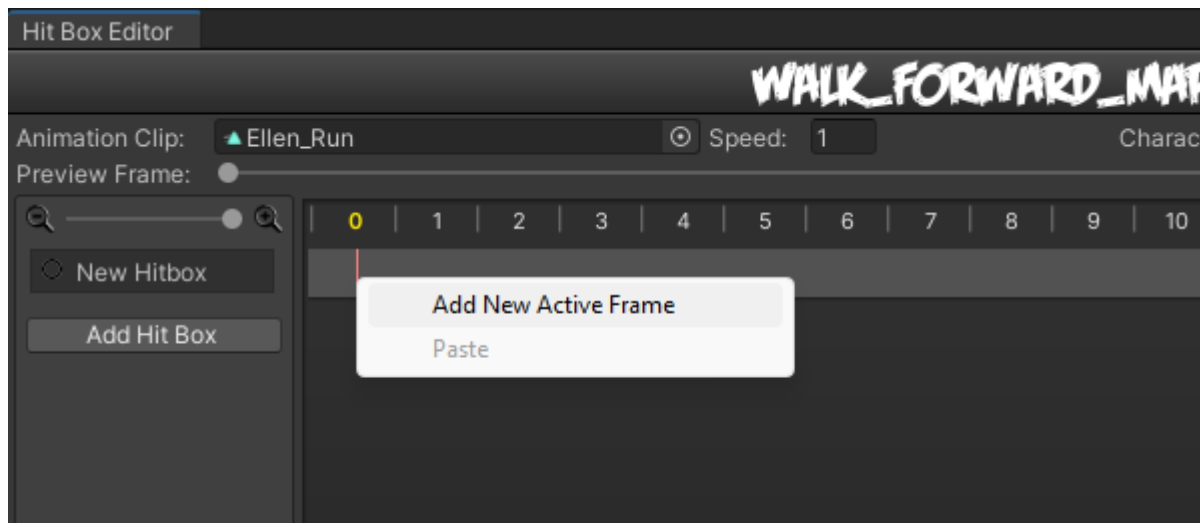 Hit Box Editor
WALK_FORWARD_MAR
Animation Clip: Ellen_Run Speed: 1 Charac
Preview Frame:
0 1 2 3 4 5 6 7 8 9 10
New Hitbox
Add New Active Frame
Add Hit Box
Paste